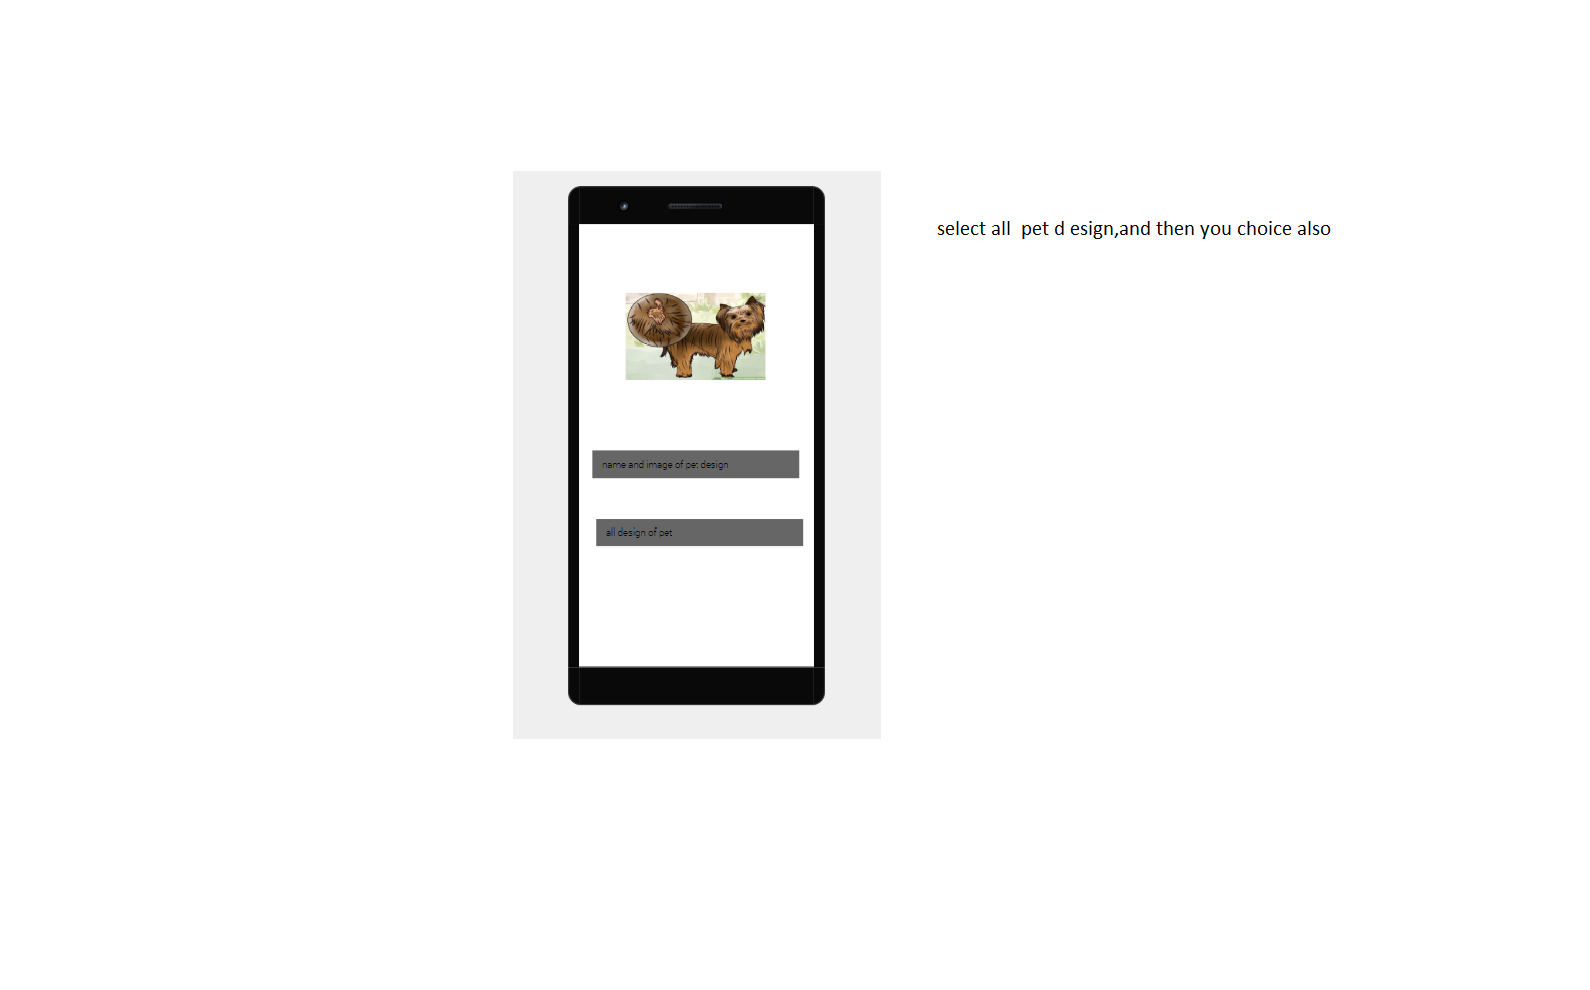 select all  pet d esign,and then you choice also
name and image of pet design
all design of pet